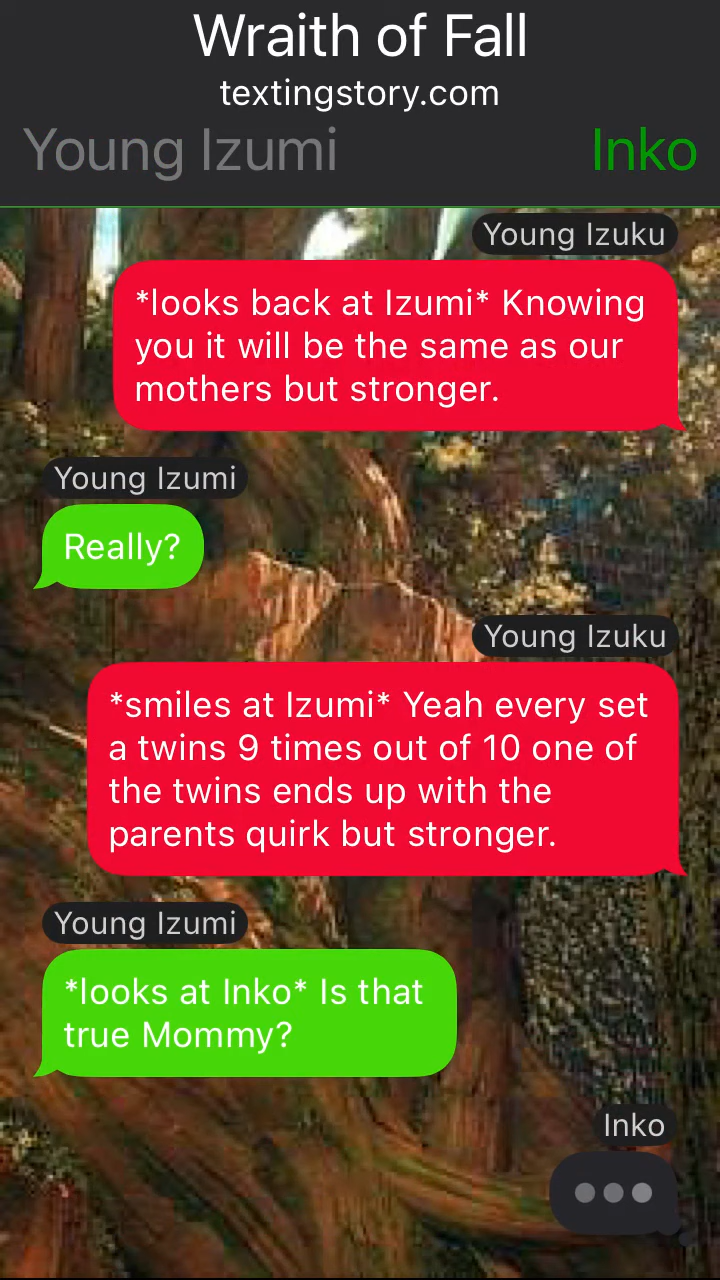 Wraith of Fall
textingstory.com
Young Izumi
Inko
Young Izuku
*looks back at Izumi* Knowing
you it will be the same as our
mothers but stronger.
Young Izumi
Really?
Young Izuku
*smiles at Izumi* Yeah every set
a twins 9 times out of 10 one of
the twins ends up with the
parents quirk but stronger.
Young Izumi
*looks at Inko* Is that
true Mommy?
Inko